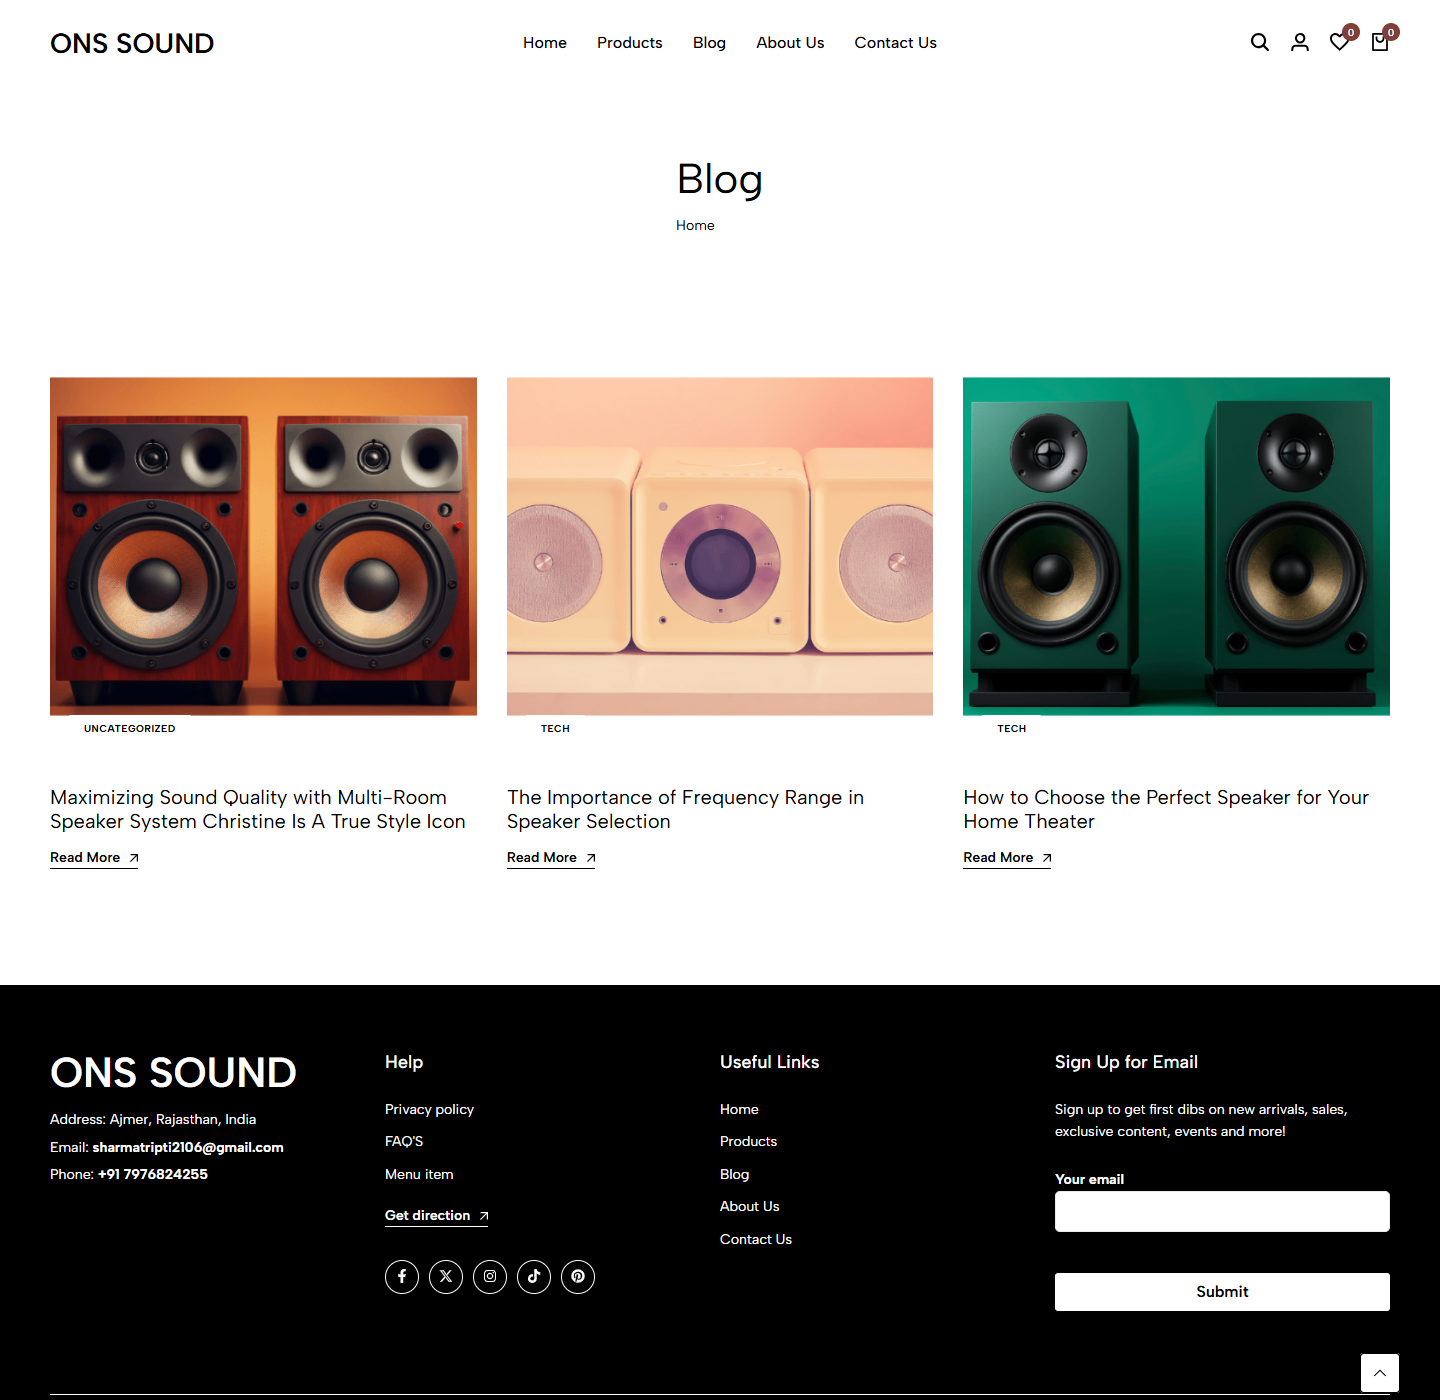 ONS SOUND
Home
Products
Blog
About Us
Contact Us
0
0
Blog
Home
UNCATEGORIZED
Maximizing Sound Quality with Multi-Room
Speaker System Christine Is A True Style Icon
Read More
TECH
The Importance of Frequency Range in
Speaker Selection
Read More
TECH
How to Choose the Perfect Speaker for Your
Home Theater
Read More
ONS SOUND
Address: Ajmer, Rajasthan, India
Email: sharmatripti2106@gmail.com
Phone: +91 7976824255
Help
Privacy policy
FAQ'S
Menu item
Get direction
Useful Links
Home
Products
Blog
About Us
Contact Us
Sign Up for Email
Sign up to get first dibs on new arrivals, sales,
exclusive content, events and more!
Your email
Submit